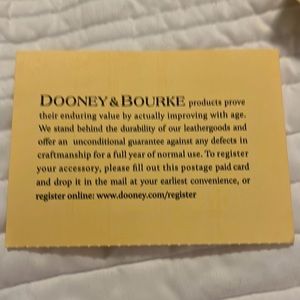 DOONEY & BOURKE products prove
their enduring value by actually improving with age.
We stand behind the durability of our leathergoods and
offer an unconditional guarantee against any defects in
craftmanship for a full year of normal use. To register
your accessory, please fill out this postage paid card
and drop it in the mail at your earliest convenience, or
register online: www.dooney.com/register